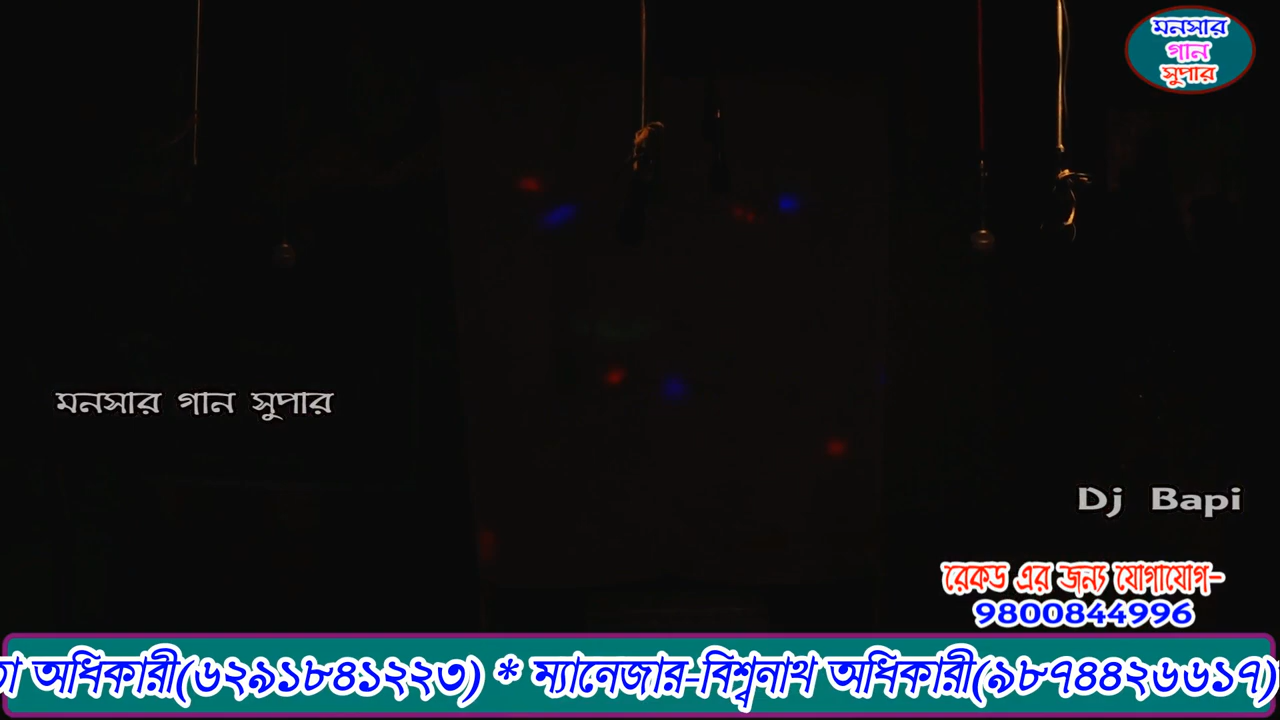 মনসার
গান
সুপার
মনসার গান সুপার
Dj Bapi
রেকড এর জন্য যোগাযোগ-
9800844996
অধিকারী(৬২৯১৮৪১২২৩) * ম্যানেজার-বিশ্বনাথ অধিকারী(৯৮৭৪৪২৬৬১৭)